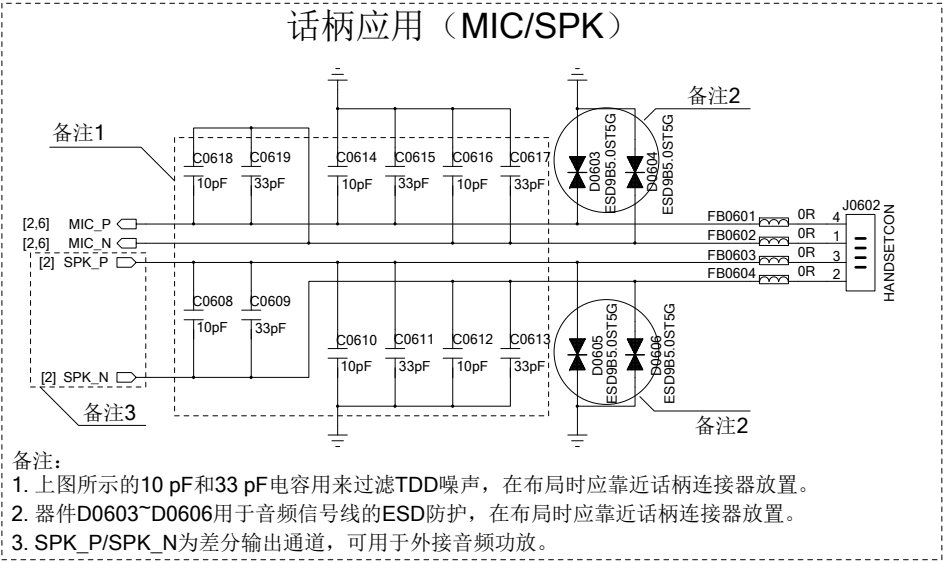 话柄应用（MIC/SPK）
备注2
备注1
C0618 C0619 C0614 C0615 C0616 C0617
10pF 33pF 10pF 33pF 10pF 33pF
D0603 ESD9B5.0ST5G D0604 ESD9B5.0ST5G
J0602
[2,6] MIC_P FB0601 0R 4
[2,6] MIC_N FB0602 0R 1
[2] SPK_P FB0603 0R 3
FB0604 0R 2
HANDSETCON
C0608 C0609
10pF 33pF
C0610 C0611 C0612 C0613
10pF 33pF 10pF 33pF
D0605 ESD9B5.0ST5G D0606 ESD9B5.0ST5G
[2] SPK_N
备注3
备注2
备注：
1. 上图所示的10 pF和33 pF电容用来过滤TDD噪声，在布局时应靠近话柄连接器放置。
2. 器件D0603~D0606用于音频信号线的ESD防护，在布局时应靠近话柄连接器放置。
3. SPK_P/SPK_N为差分输出通道，可用于外接音频功放。